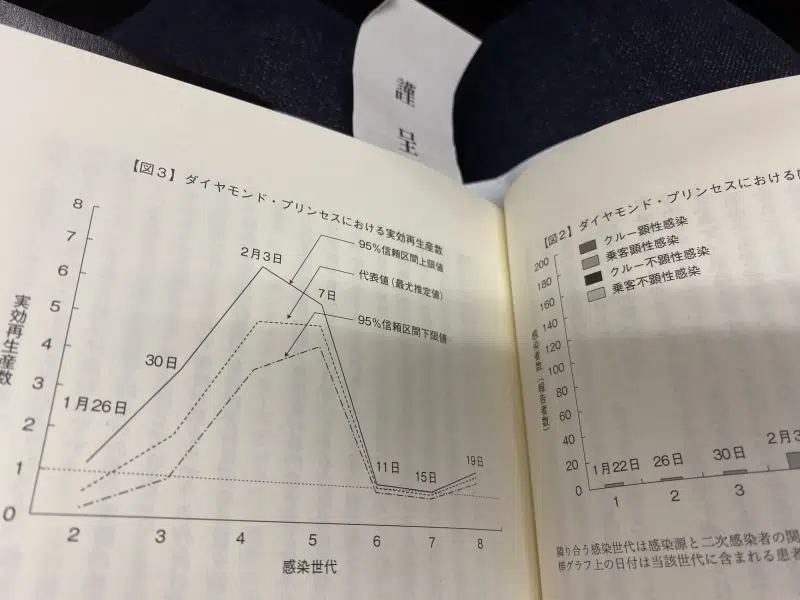 謹呈
【図3】ダイヤモンド・プリンセスにおける実効再生産数
8
7
6
5
4
3
2
1
0
実効再生産数
1月26日
30日
2月3日
7日
11日
15日
19日
95%信頼区間上限値
代表値(最尤推定値)
95%信頼区間下限値
2 3 4 5 6 7 8
感染世代
【図2】ダイヤモンド・プリンセスにおける
クルー顕性感染
乗客顕性感染
クルー不顕性感染
乗客不顕性感染
200
180
160
140
120
100
80
60
40
20
0
感染者数(報告者数)
1月22日
26日
30日
2月3
1 2 3
隣り合う感染世代は感染源と二次感染者の関
棒グラフ上の日付は当該世代に含まれる患者